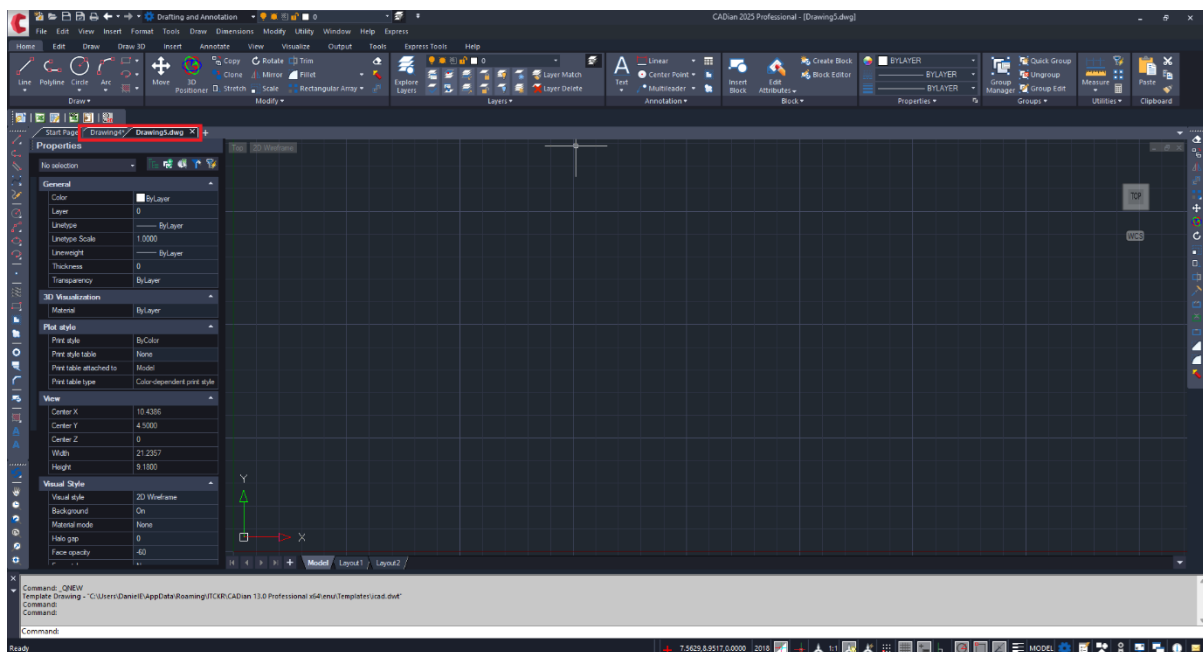 Drafting and Annotation 0 CADian 2025 Professional - [Drawing5.dwg]
File Edit View Insert Format Tools Draw Dimensions Modify Utility Window Help Express
Home Edit Draw Draw 3D Insert Annotate View Visualize Output Tools Express Tools Help
Copy Rotate Trim 0 Linear Create Block BYLAYER Quick Group
Line Polyline Circle Arc Move 3D Positioner Clone Mirror Fillet Explore Layers Layer Match Text Center Point Insert Block Edit Attributes Block Editor BYLAYER Group Manager Ungroup Measure Paste
Stretch Scale Rectangular Array Layer Delete Multileader BYLAYER Group Edit
Draw Modify Layers Annotation Block Properties Groups Utilities Clipboard
Start Page Drawing4* Drawing5.dwg
Properties
Top 2D Wireframe
No selection
General
Color ByLayer
Layer 0
Linetype ByLayer
Linetype Scale 1.0000
Lineweight ByLayer
Thickness 0
Transparency ByLayer
3D Visualization
Material ByLayer
Plot style
Print style ByColor
Print style table None
Print table attached to Model
Print table type Color-dependent print style
View
Center X 10.4386
Center Y 4.5000
Center Z 0
Width 21.2357
Height 9.1800
Visual Style
Visual style 2D Wireframe
Background On
Material mode None
Halo gap 0
Face opacity -60
TOP
WCS
Y
X
Model Layout1 Layout2
Command: _QNEW
Template Drawing - "C:\Users\DanielE\AppData\Roaming\ITCKR\CADian 13.0 Professional x64\enu\Templates\icad.dwt"
Command:
Command:
Command:
Ready 7.5629,8.9517,0.0000 2018 1:1 MODEL